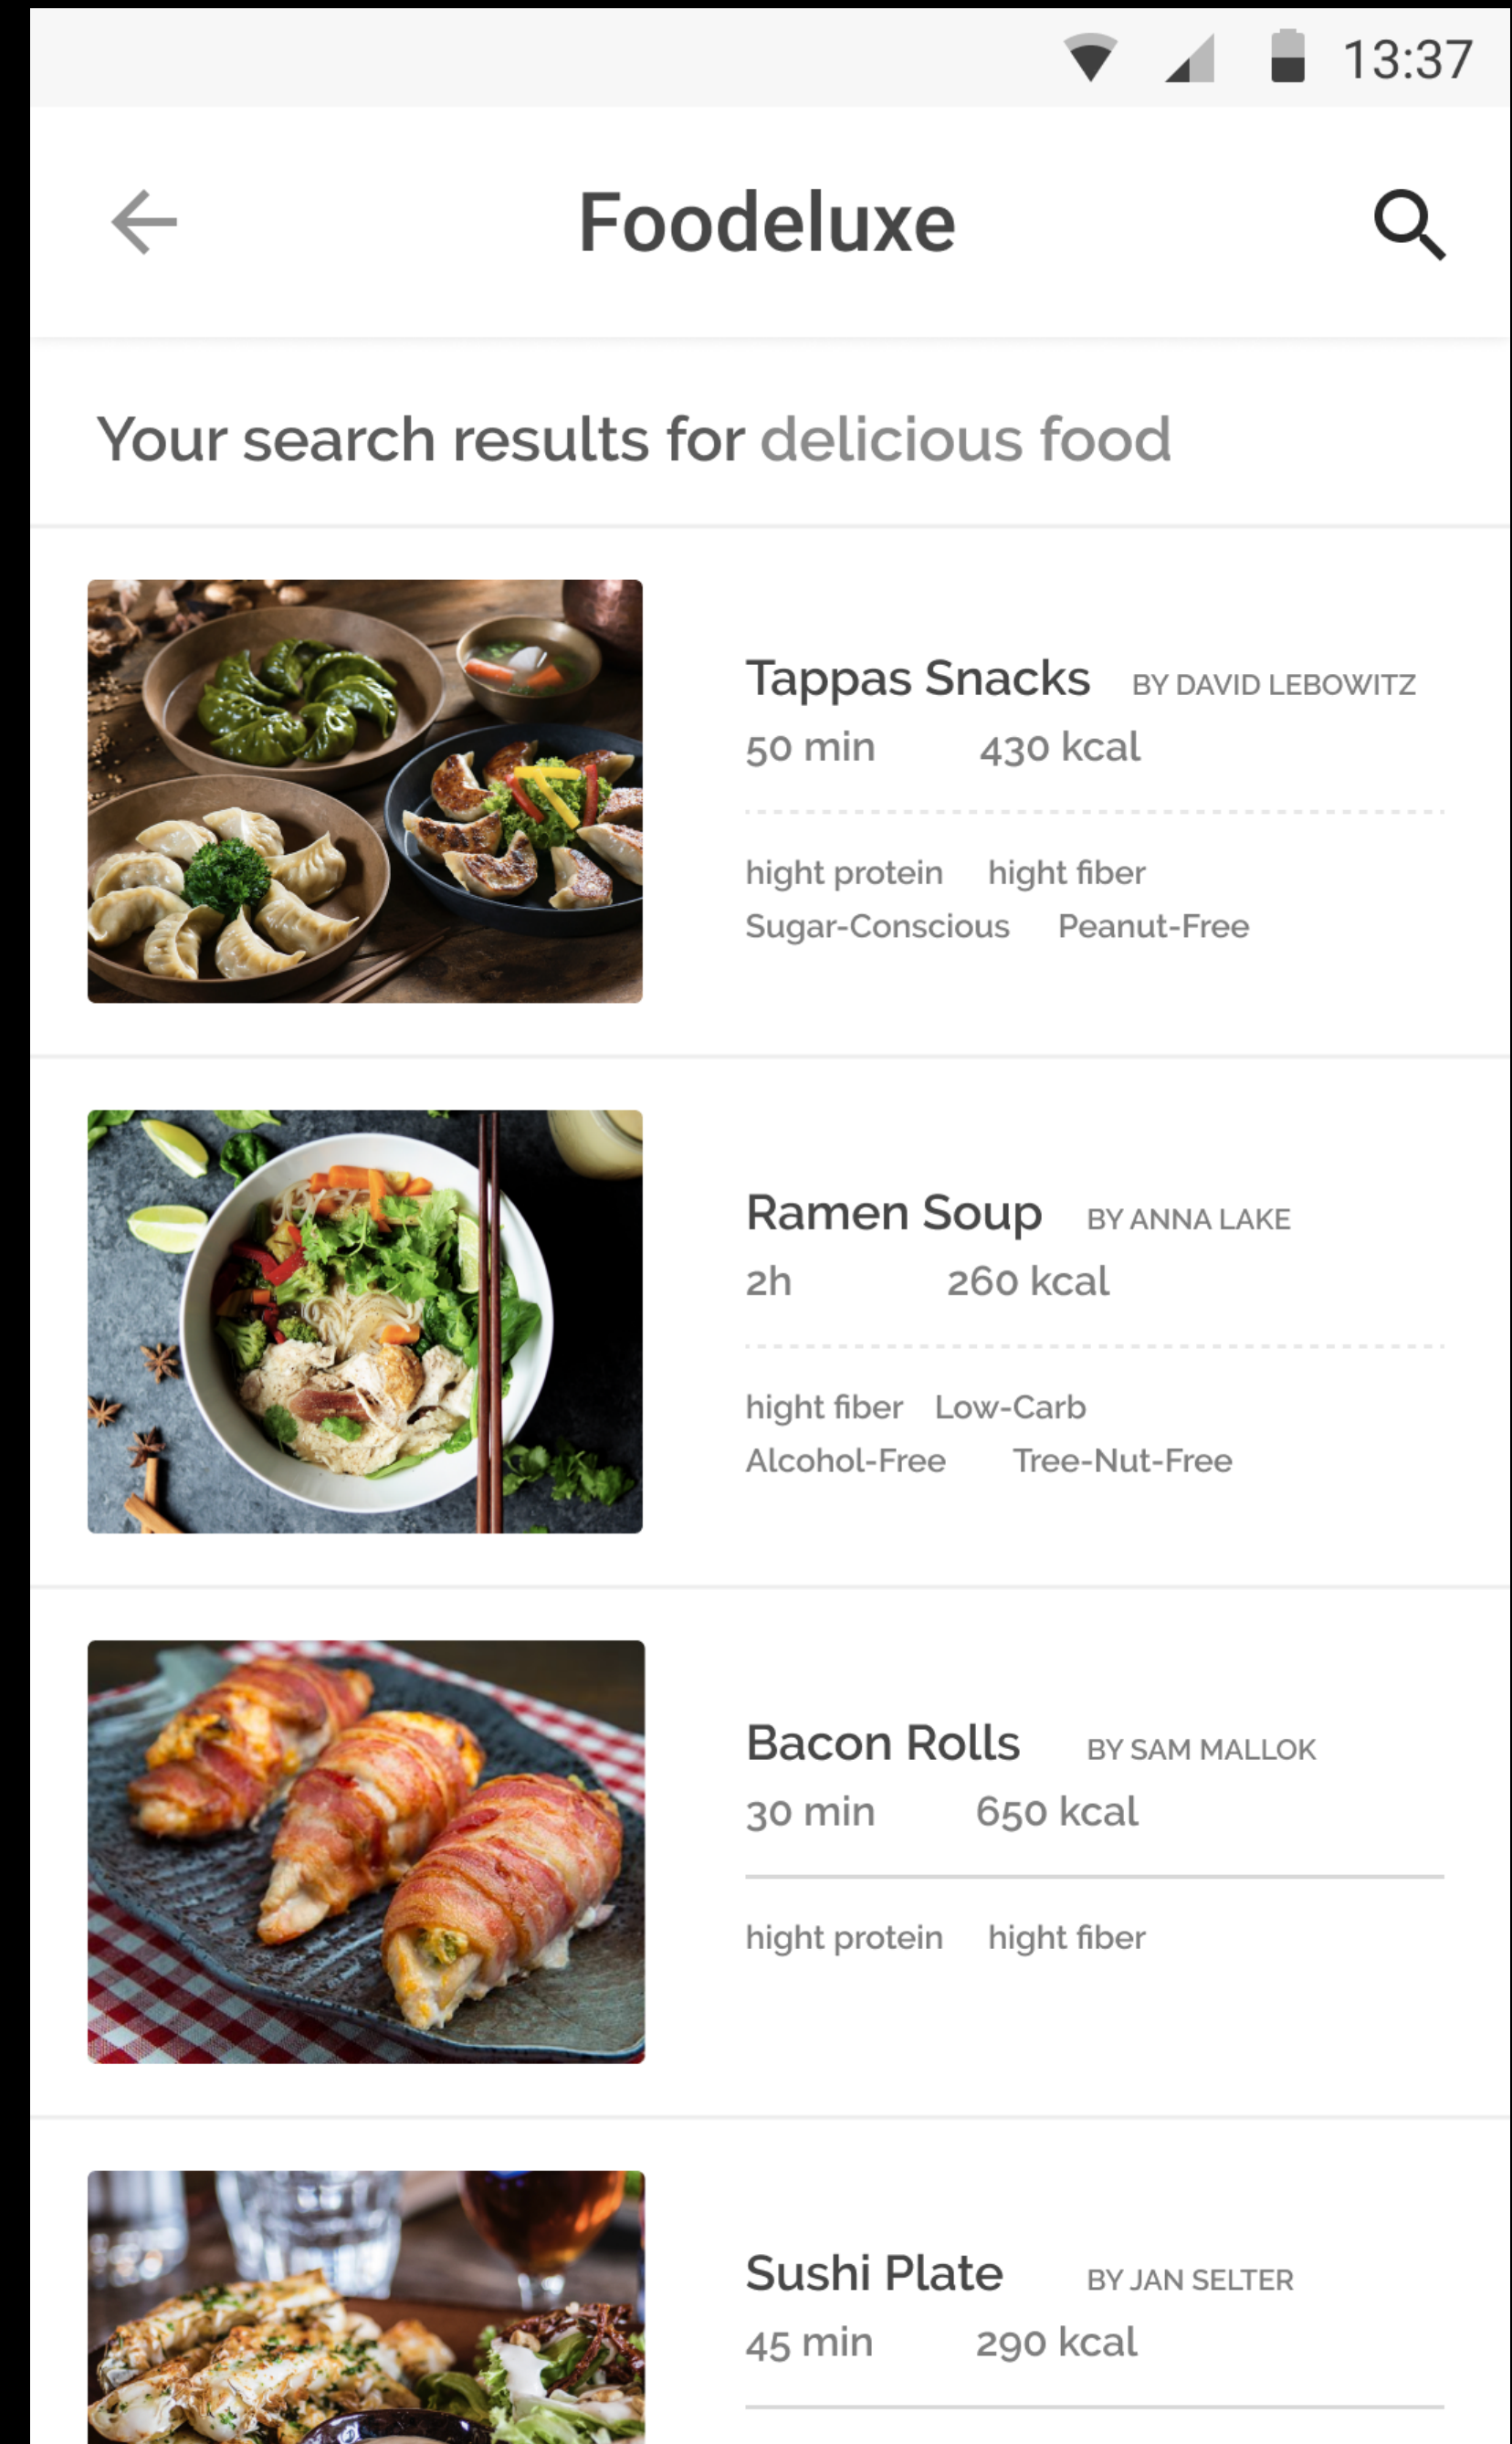 13:37
Foodeluxe
Your search results for delicious food
Tappas Snacks BY DAVID LEBOWITZ
50 min 430 kcal
hight protein hight fiber
Sugar-Conscious Peanut-Free
Ramen Soup BY ANNA LAKE
2h 260 kcal
hight fiber Low-Carb
Alcohol-Free Tree-Nut-Free
Bacon Rolls BY SAM MALLOK
30 min 650 kcal
hight protein hight fiber
Sushi Plate BY JAN SELTER
45 min 290 kcal